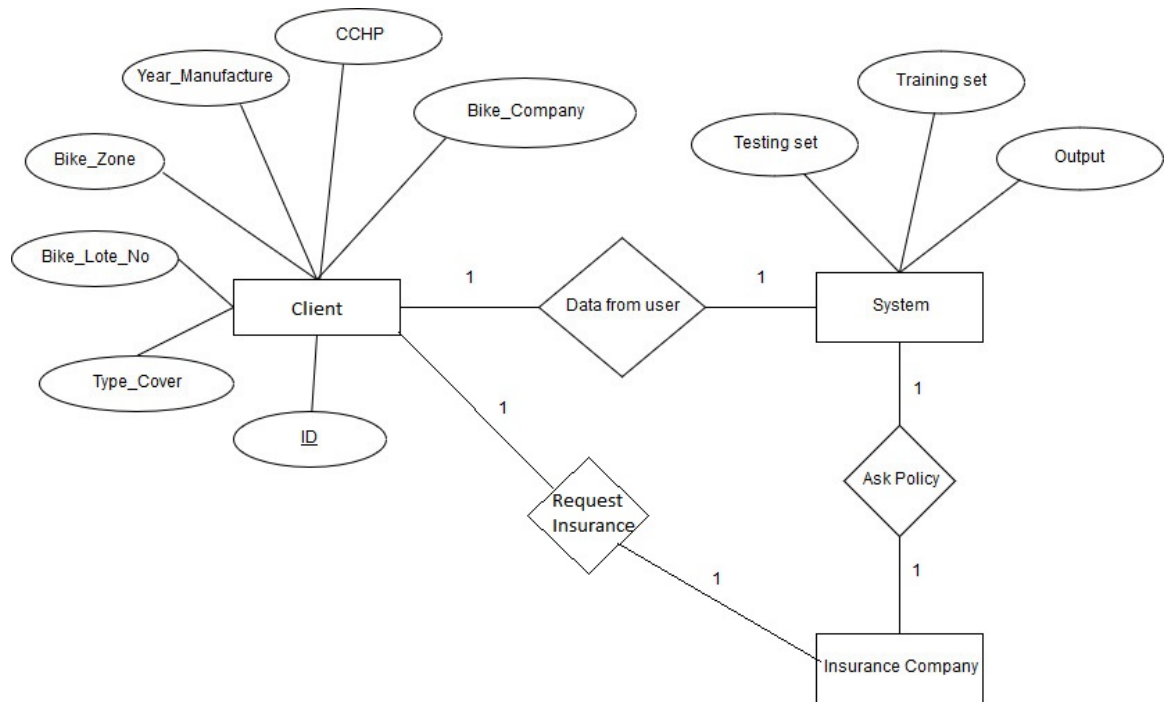 CCHP
Year_Manufacture
Training set
Bike_Company
Testing set
Bike_Zone
Output
Bike_Lote_No
1
1
Client
Data from user
System
Type_Cover
1
1
ID
Ask Policy
Request
Insurance
1
1
Insurance Company